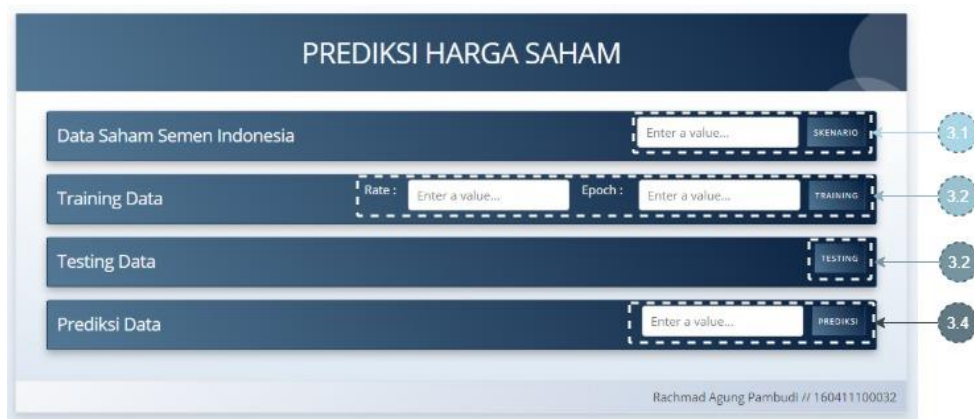 PREDIKSI HARGA SAHAM
Data Saham Semen Indonesia Enter a value... SKENARIO 3.1
Training Data Rate : Enter a value... Epoch : Enter a value... TRAINING 3.2
Testing Data TESTING 3.2
Prediksi Data Enter a value... PREDIKSI 3.4
Rachmad Agung Pambudi // 160411100032